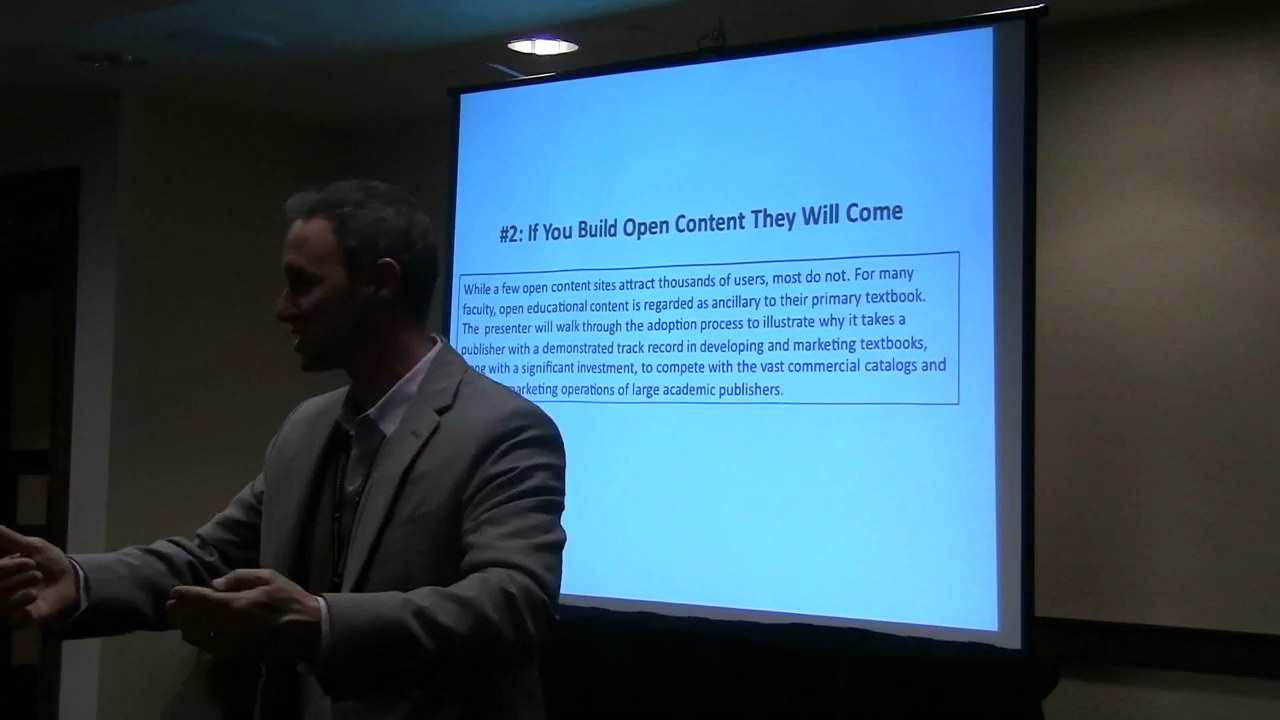 #2: If You Build Open Content They Will Come
While a few open content sites attract thousands of users, most do not. For many
faculty, open educational content is regarded as ancillary to their primary textbook.
The presenter will walk through the adoption process to illustrate why it takes a
publisher with a demonstrated track record in developing and marketing textbooks,
with a significant investment, to compete with the vast commercial catalogs and
marketing operations of large academic publishers.